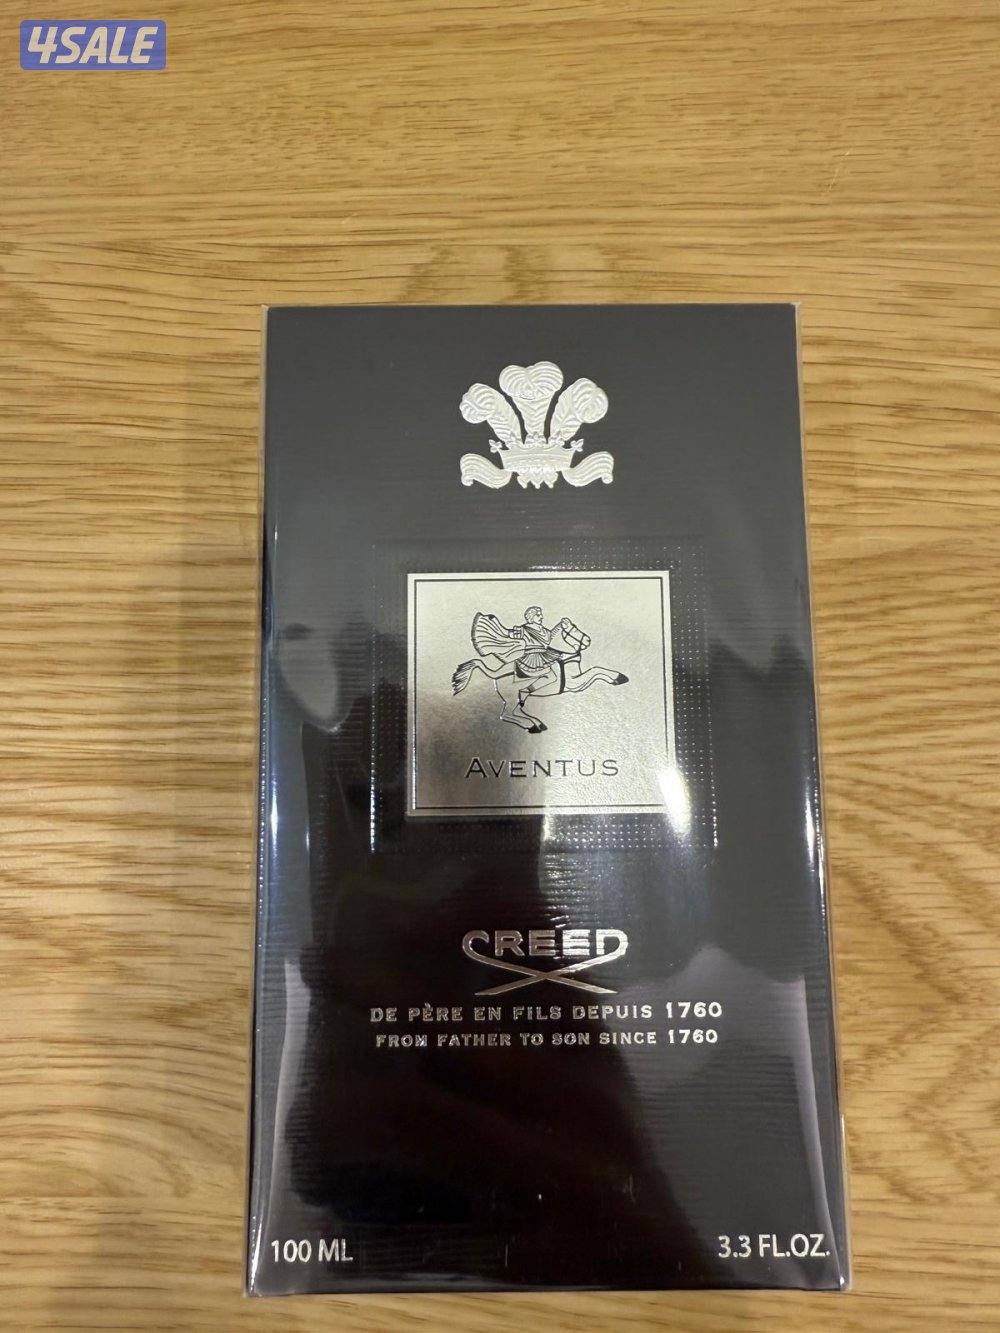 4SALE
AVENTUS
CREED
DE PÈRE EN FILS DEPUIS 1760
FROM FATHER TO SON SINCE 1760
100 ML
3.3 FL.OZ.